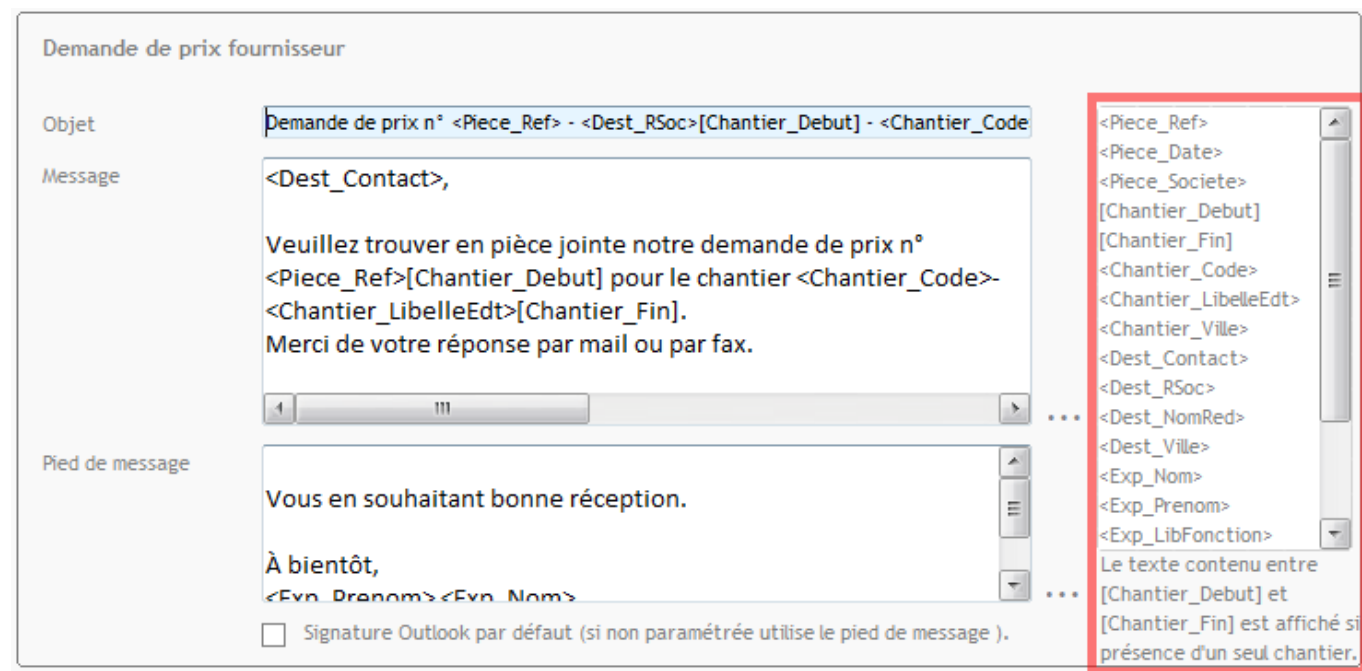 Demande de prix fournisseur
Objet
Demande de prix n° <Piece_Ref> - <Dest_RSoc>[Chantier_Debut] - <Chantier_Code
Message
<Dest_Contact>,
Veuillez trouver en pièce jointe notre demande de prix n°
<Piece_Ref>[Chantier_Debut] pour le chantier <Chantier_Code>-
<Chantier_LibelleEdt>[Chantier_Fin].
Merci de votre réponse par mail ou par fax.
...
Pied de message
Vous en souhaitant bonne réception.
À bientôt,
<Exp_Prenom> <Exp_Nom>
...
Signature Outlook par défaut (si non paramétrée utilise le pied de message ).
<Piece_Ref>
<Piece_Date>
<Piece_Societe>
[Chantier_Debut]
[Chantier_Fin]
<Chantier_Code>
<Chantier_LibelleEdt>
<Chantier_Ville>
<Dest_Contact>
<Dest_RSoc>
<Dest_NomRed>
<Dest_Ville>
<Exp_Nom>
<Exp_Prenom>
<Exp_LibFonction>
Le texte contenu entre
[Chantier_Debut] et
[Chantier_Fin] est affiché si
présence d'un seul chantier.